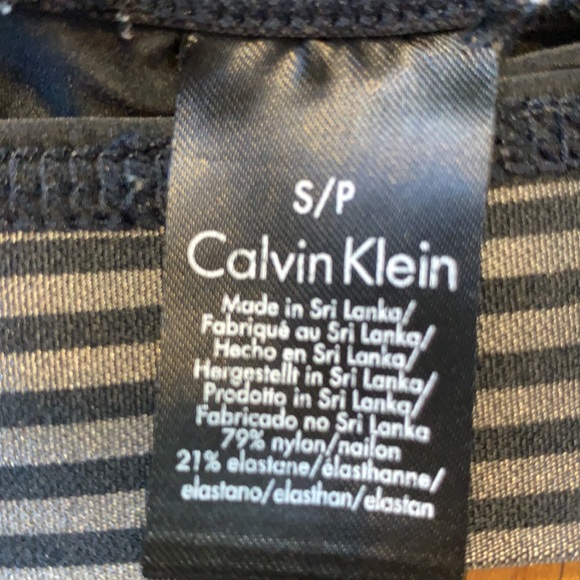 S/P
Calvin Klein
Made in Sri Lanka/
Fabriqué au Sri Lanka/
Hecho en Sri Lanka/
Hergestellt in Sri Lanka/
Prodotto in Sri Lanka/
Fabricado no Sri Lanka
79% nylon/nailon
21% elastane/élasthanne/
elastano/elasthan/elastan